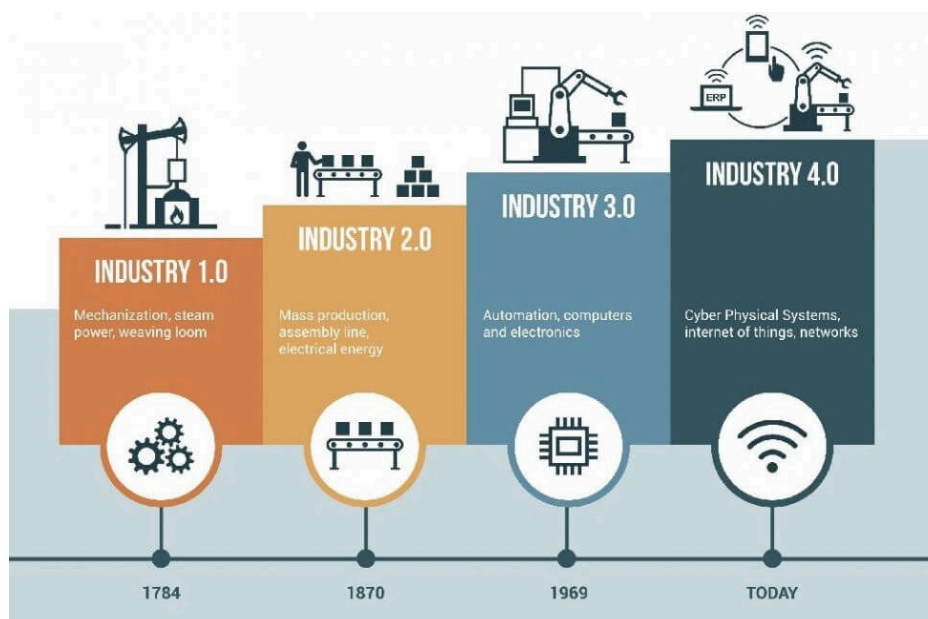 ERP
INDUSTRY 1.0
Mechanization, steam
power, weaving loom
INDUSTRY 2.0
Mass production,
assembly line,
electrical energy
INDUSTRY 3.0
Automation, computers
and electronics
INDUSTRY 4.0
Cyber Physical Systems,
internet of things, networks
1784
1870
1969
TODAY